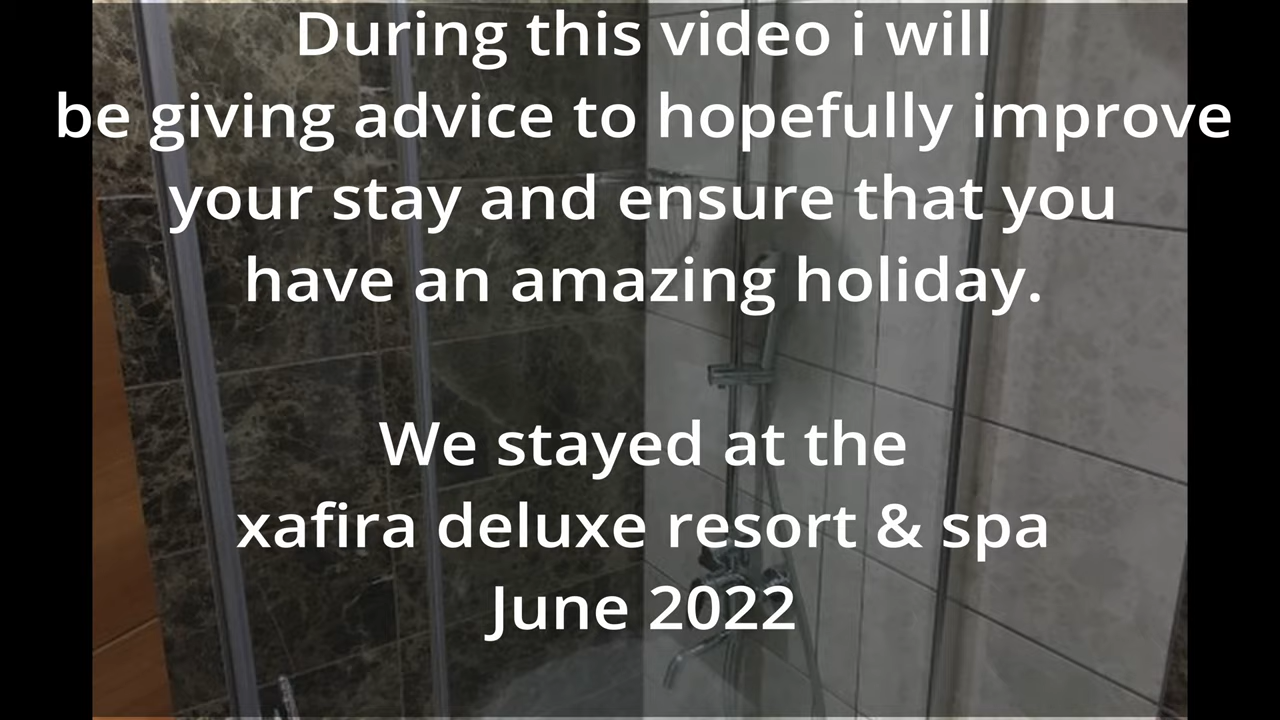 During this video i will
be giving advice to hopefully improve
your stay and ensure that you
have an amazing holiday.
We stayed at the
xafira deluxe resort & spa
June 2022